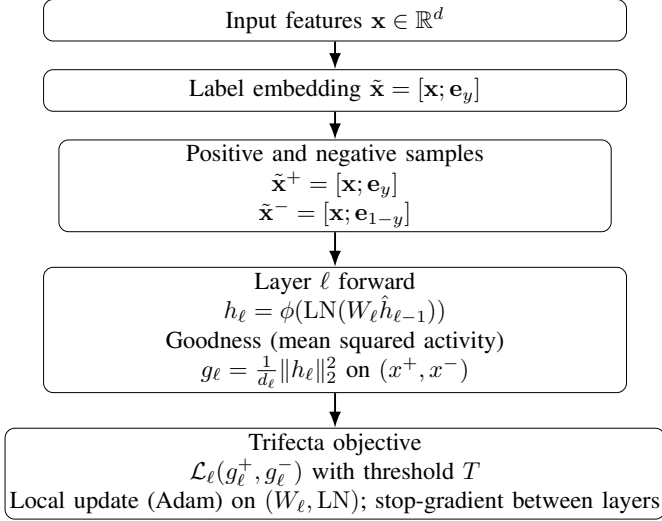 Input features x ∈ ℝ^d
Label embedding x̃ = [x; e_y]
Positive and negative samples
x̃⁺ = [x; e_y]
x̃⁻ = [x; e_{1−y}]
Layer ℓ forward
h_ℓ = ϕ(LN(W_ℓ ĥ_{ℓ−1}))
Goodness (mean squared activity)
g_ℓ = 1/d_ℓ ‖h_ℓ‖₂² on (x⁺, x⁻)
Trifecta objective
ℒ_ℓ(g_ℓ⁺, g_ℓ⁻) with threshold T
Local update (Adam) on (W_ℓ, LN); stop-gradient between layers